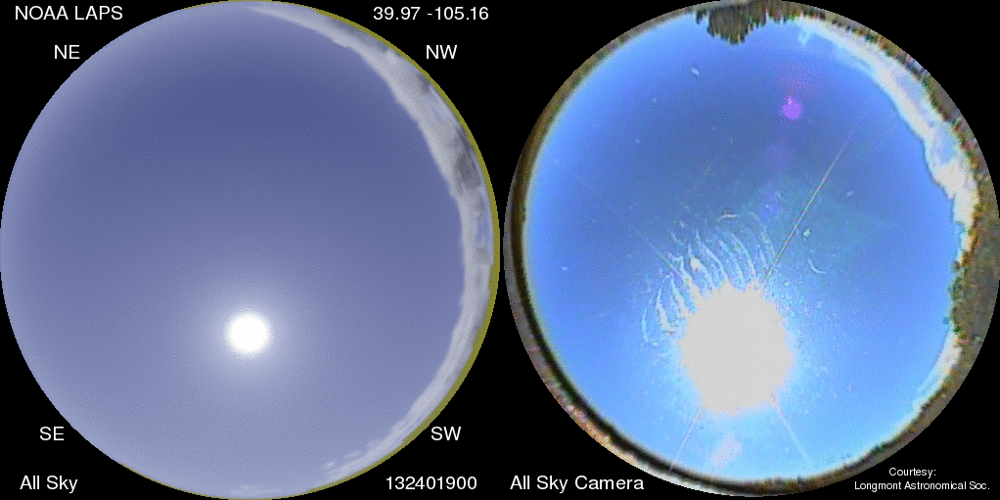 NOAA LAPS
39.97 -105.16
NE
NW
SE
SW
All Sky
132401900
All Sky Camera
Courtesy:
Longmont Astronomical Soc.